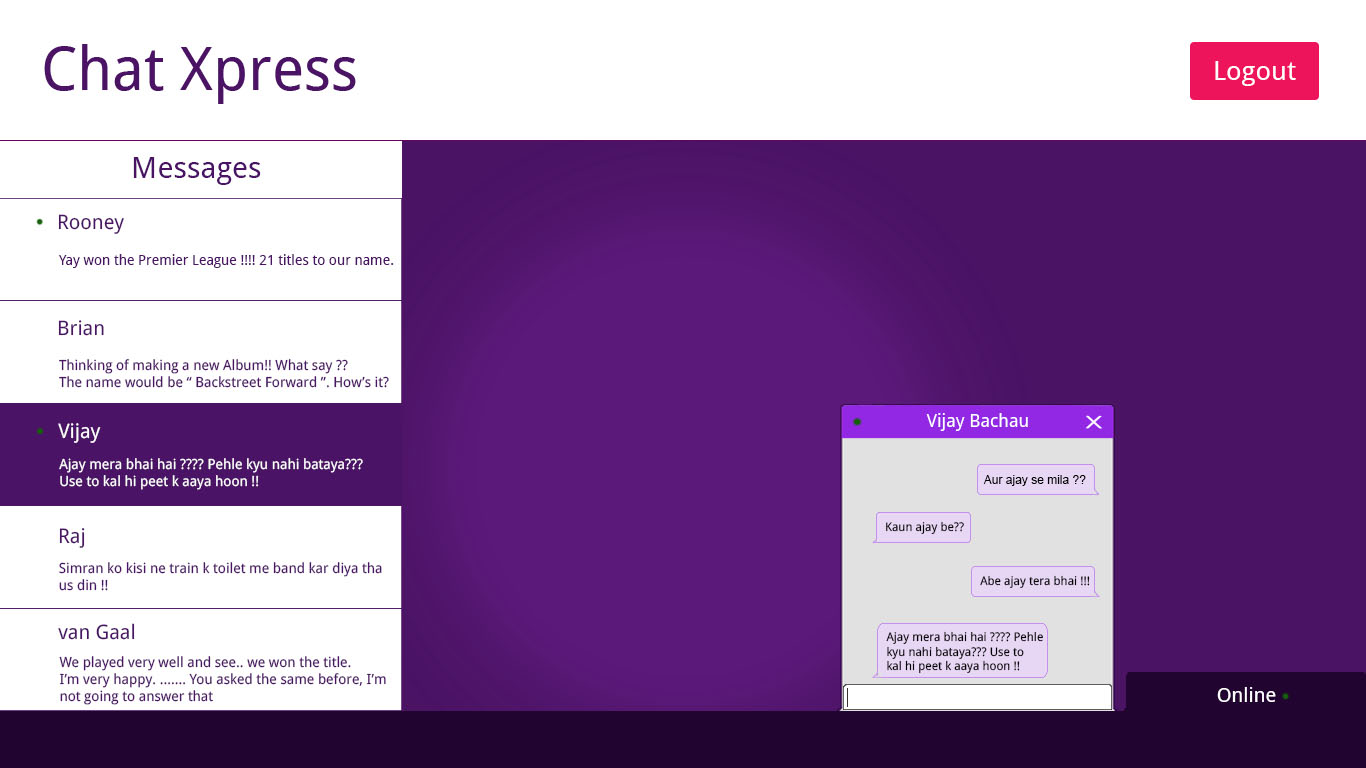 Chat Xpress
Logout
Messages
Rooney
Yay won the Premier League !!!! 21 titles to our name.
Brian
Thinking of making a new Album!! What say ??
The name would be “ Backstreet Forward ”. How’s it?
Vijay
Ajay mera bhai hai ???? Pehle kyu nahi bataya???
Use to kal hi peet k aaya hoon !!
Raj
Simran ko kisi ne train k toilet me band kar diya tha
us din !!
van Gaal
We played very well and see.. we won the title.
I’m very happy. ....... You asked the same before, I’m
not going to answer that
Vijay Bachau
Aur ajay se mila ??
Kaun ajay be??
Abe ajay tera bhai !!!
Ajay mera bhai hai ???? Pehle
kyu nahi bataya??? Use to
kal hi peet k aaya hoon !!
Online